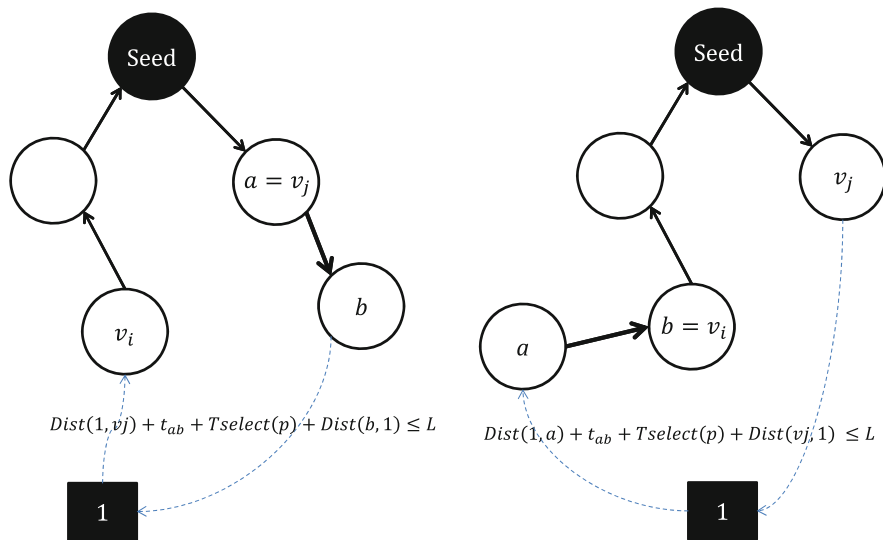 Seed
a = v_j
b
v_i
Dist(1, vj) + t_ab + Tselect(p) + Dist(b, 1) ≤ L
1
Seed
v_j
b = v_i
a
Dist(1, a) + t_ab + Tselect(p) + Dist(vj, 1) ≤ L
1